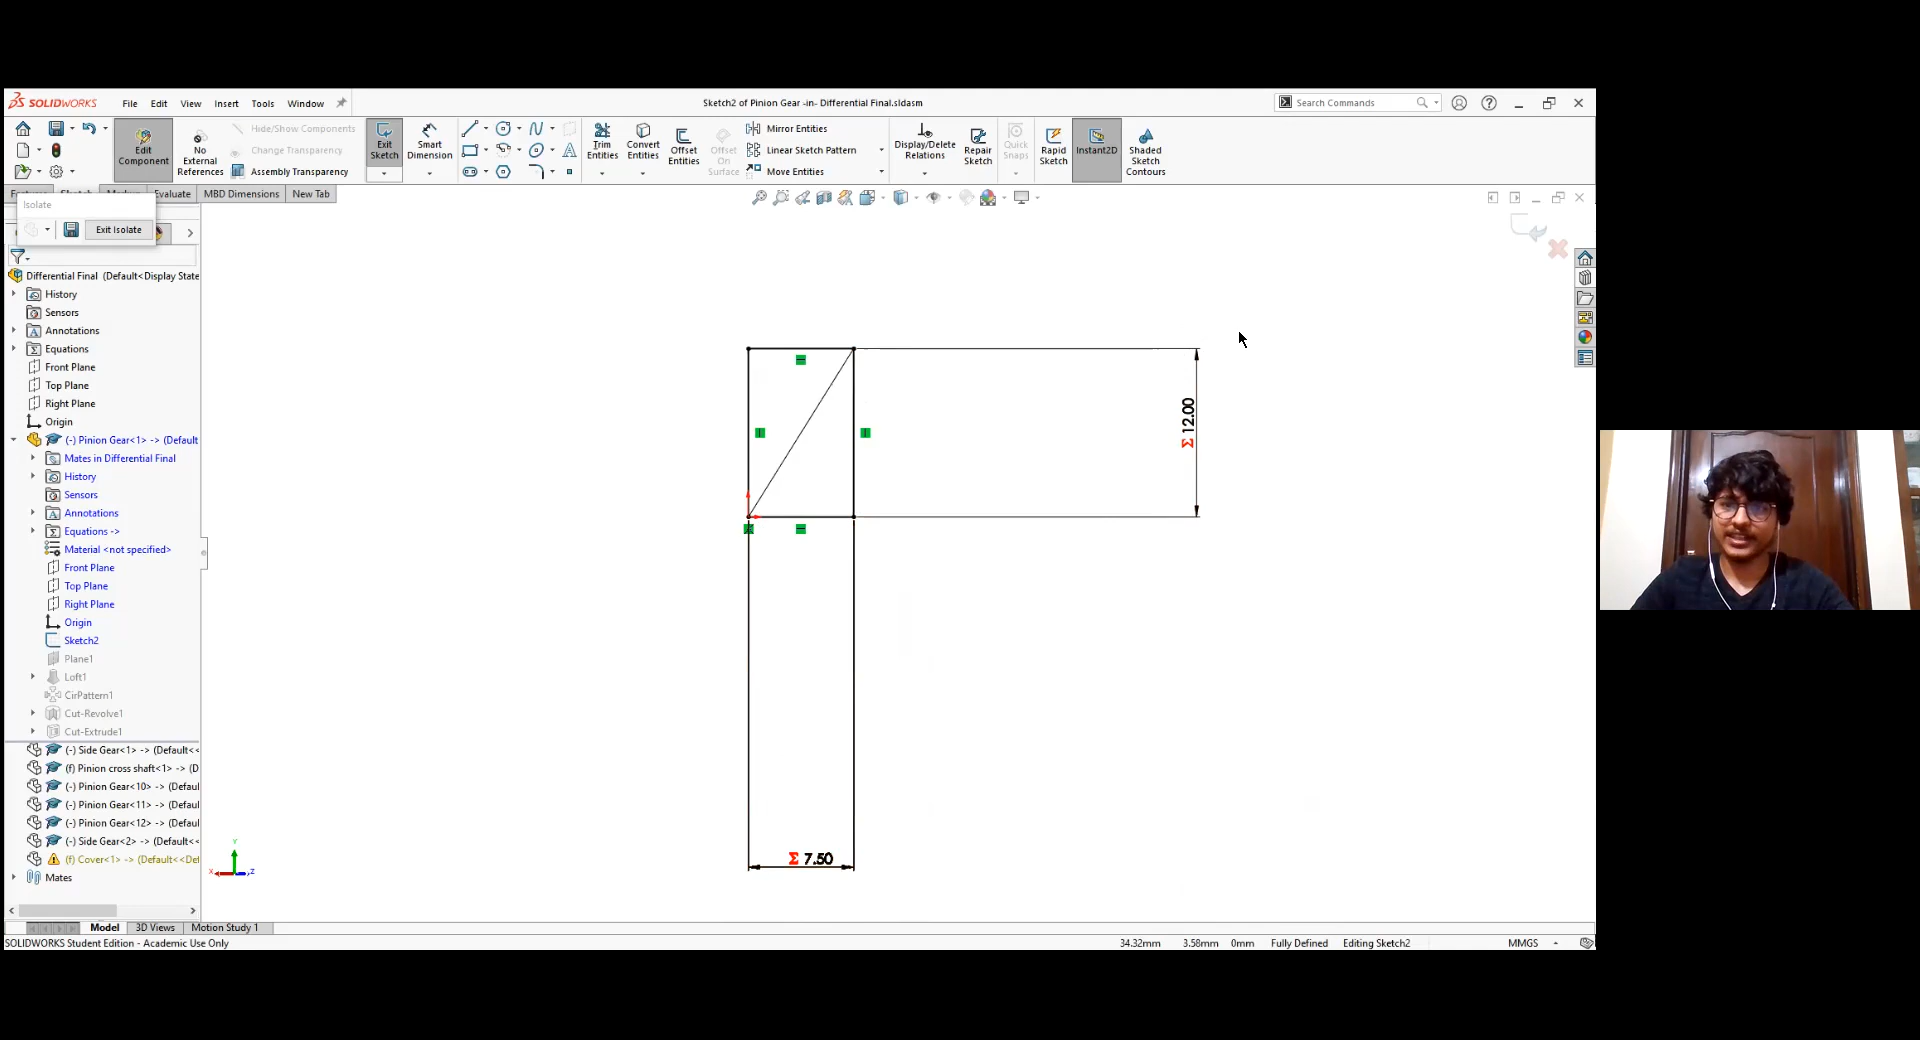 SOLIDWORKS
File Edit View Insert Tools Window
Sketch2 of Pinion Gear -in- Differential Final.sldasm
Search Commands
Edit Component
No External References
Hide/Show Components
Change Transparency
Assembly Transparency
Exit Sketch
Smart Dimension
Trim Entities
Convert Entities
Offset Entities
Offset On Surface
Mirror Entities
Linear Sketch Pattern
Move Entities
Display/Delete Relations
Repair Sketch
Quick Snaps
Rapid Sketch
Instant2D
Shaded Sketch Contours
Evaluate MBD Dimensions New Tab
Isolate
Exit Isolate
Differential Final (Default<Display State
History
Sensors
Annotations
Equations
Front Plane
Top Plane
Right Plane
Origin
(-) Pinion Gear<1> -> (Default
Mates in Differential Final
History
Sensors
Annotations
Equations ->
Material <not specified>
Front Plane
Top Plane
Right Plane
Origin
Sketch2
Plane1
Loft1
CirPattern1
Cut-Revolve1
Cut-Extrude1
(-) Side Gear<1> -> (Default<<
(f) Pinion cross shaft<1> -> (D
(-) Pinion Gear<10> -> (Defaul
(-) Pinion Gear<11> -> (Defaul
(-) Pinion Gear<12> -> (Defaul
(-) Side Gear<2> -> (Default<<
(f) Cover<1> -> (Default<<Def
Mates
Σ 12.00
Σ 7.50
Y
X
Z
Model 3D Views Motion Study 1
SOLIDWORKS Student Edition - Academic Use Only
34.32mm 3.58mm 0mm Fully Defined Editing Sketch2 MMGS